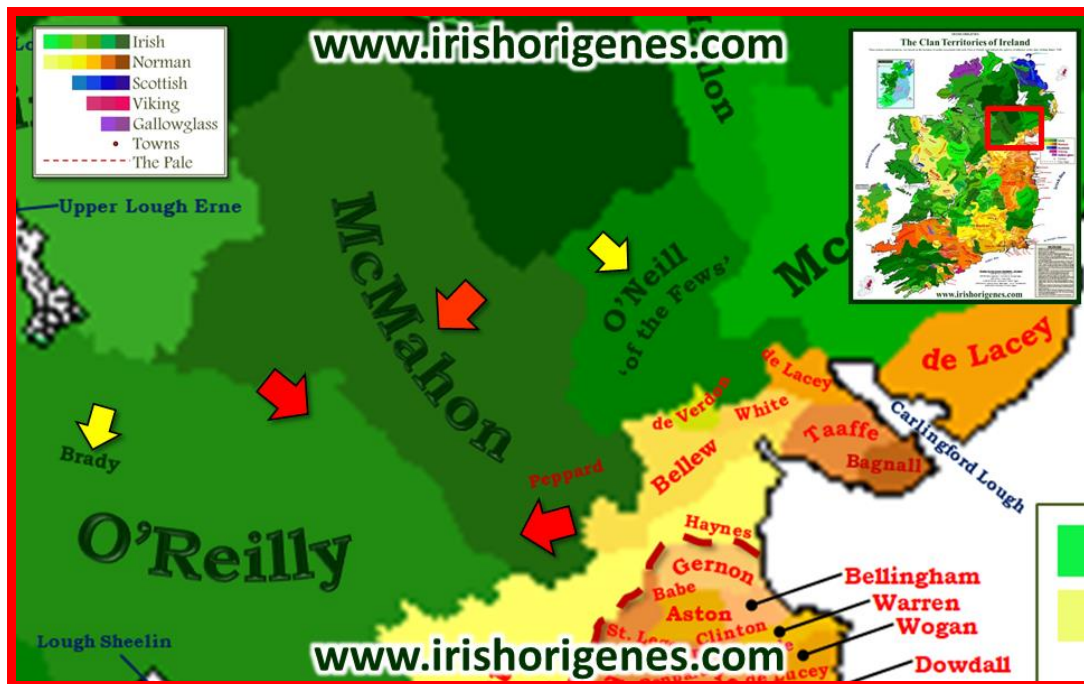 www.irishorigenes.com
Irish
Norman
Scottish
Viking
Gallowglass
Towns
The Pale
The Clan Territories of Ireland
www.irishorigenes.com
Upper Lough Erne
McMahon
O'Neill
'of the Fews'
de Lacey
de Lacey
Carlingford Lough
de Verdon
White
Taaffe
Bagnall
Bellew
Peppard
Brady
O'Reilly
Haynes
Gernon
Babe
Aston
Clinton
Bellingham
Warren
Wogan
Dowdall
Lough Sheelin
www.irishorigenes.com